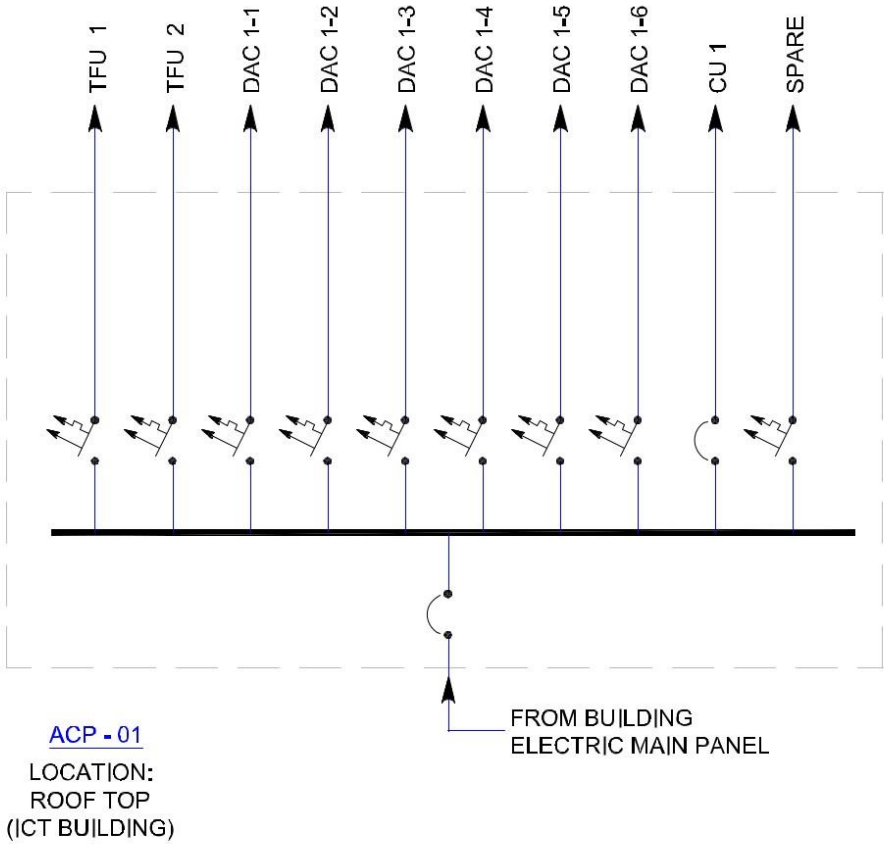 TFU 1
TFU 2
DAC 1-1
DAC 1-2
DAC 1-3
DAC 1-4
DAC 1-5
DAC 1-6
CU 1
SPARE
FROM BUILDING
ELECTRIC MAIN PANEL
ACP - 01
LOCATION:
ROOF TOP
(ICT BUILDING)